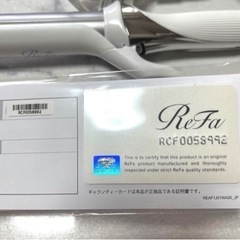 RCF0058992
ReFa
RCF0058992
This is to certify that this product is an original
ReFa product thoroughly and thoroughly
inspected under strict ReFa quality standards.
ギャランティーカードは本品が正規品である証明書です。